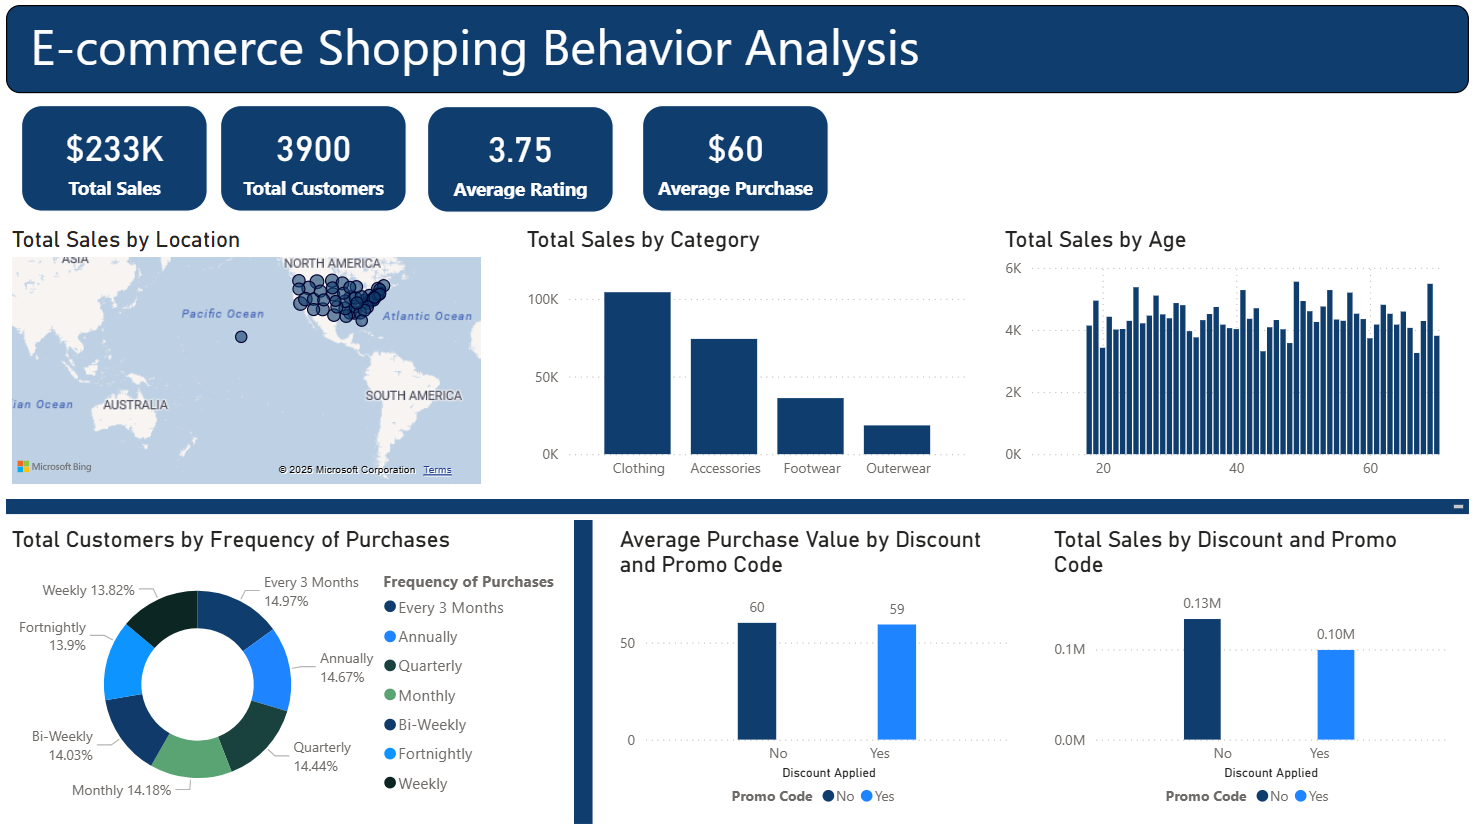 E-commerce Shopping Behavior Analysis
$233K
Total Sales
3900
Total Customers
3.75
Average Rating
$60
Average Purchase
Total Sales by Location
ASIA
NORTH AMERICA
Pacific Ocean
Atlantic Ocean
ian Ocean
AUSTRALIA
SOUTH AMERICA
Microsoft Bing
© 2025 Microsoft Corporation Terms
Total Sales by Category
100K
50K
0K
Clothing Accessories Footwear Outerwear
Total Sales by Age
6K
4K
2K
0K
20 40 60
Total Customers by Frequency of Purchases
Weekly 13.82%
Every 3 Months
14.97%
Fortnightly
13.9%
Annually
14.67%
Bi-Weekly
14.03%
Quarterly
14.44%
Monthly 14.18%
Frequency of Purchases
Every 3 Months
Annually
Quarterly
Monthly
Bi-Weekly
Fortnightly
Weekly
Average Purchase Value by Discount
and Promo Code
60 59
50
0
No Yes
Discount Applied
Promo Code No Yes
Total Sales by Discount and Promo
Code
0.13M
0.10M
0.1M
0.0M
No Yes
Discount Applied
Promo Code No Yes